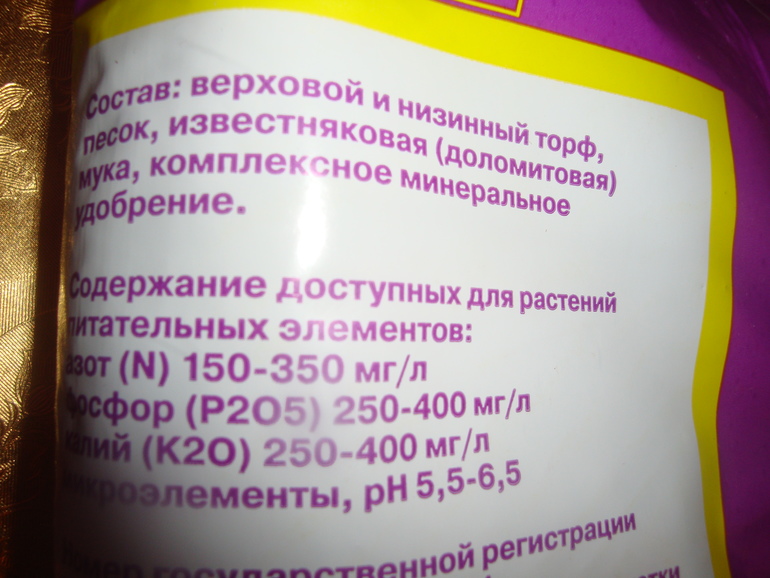 Состав: верховой и низинный торф,
песок, известняковая (доломитовая)
мука, комплексное минеральное
удобрение.
Содержание доступных для растений
питательных элементов:
азот (N) 150-350 мг/л
фосфор (P2O5) 250-400 мг/л
калий (K2O) 250-400 мг/л
микроэлементы, pH 5,5-6,5
номер государственной регистрации